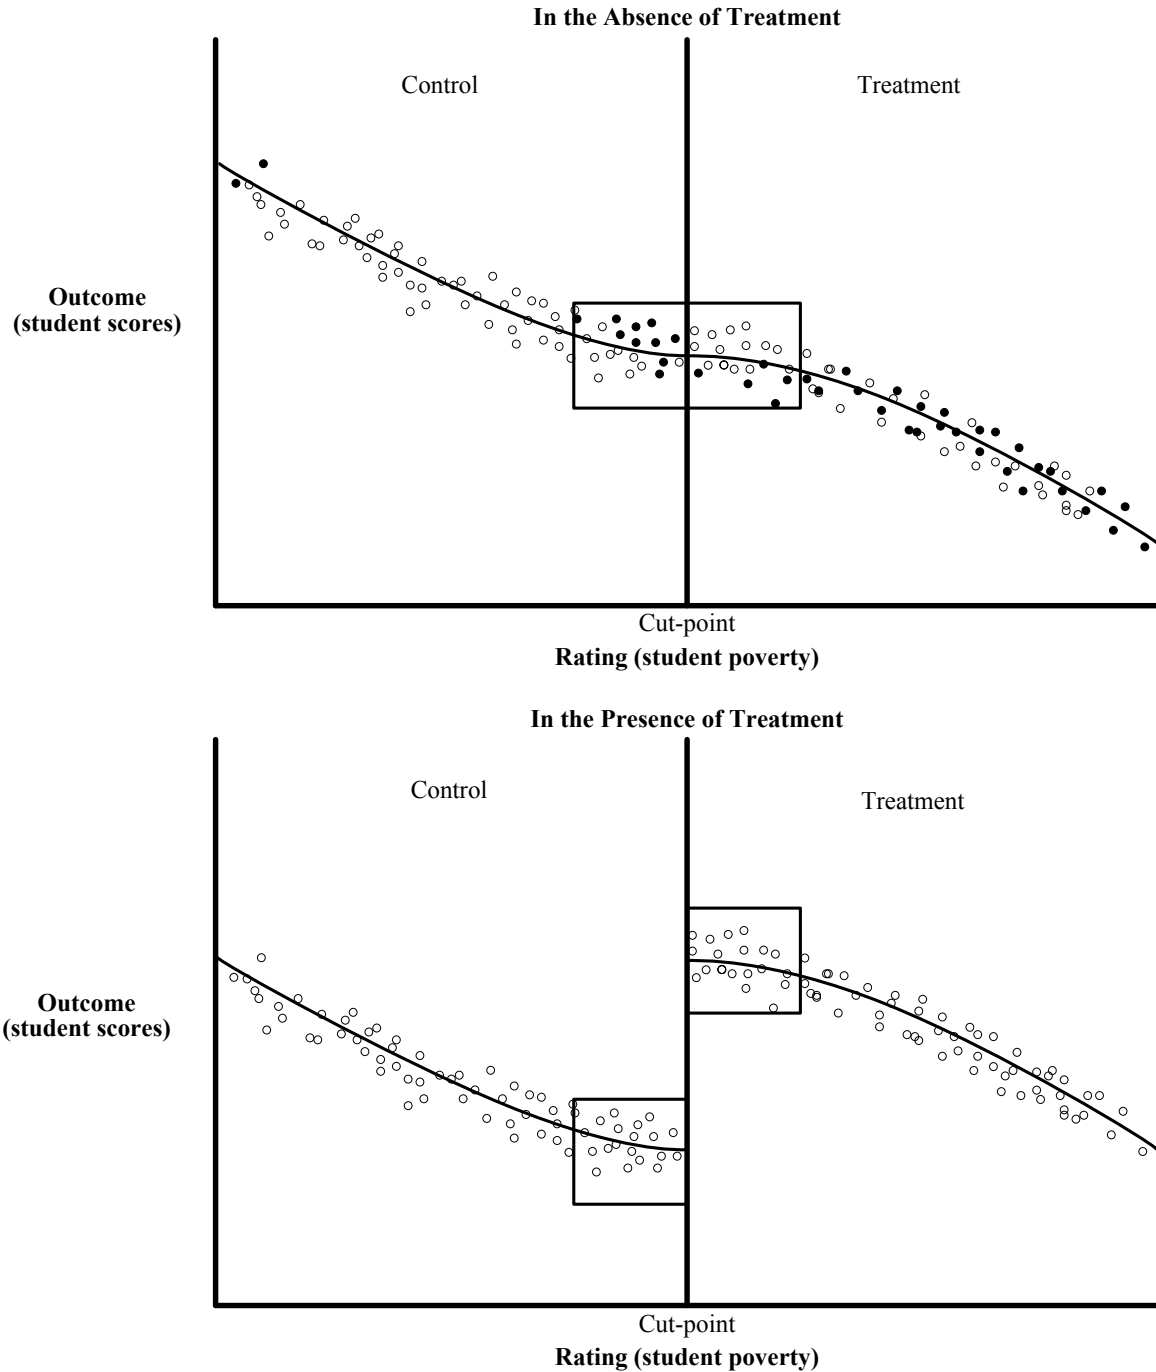 In the Absence of Treatment
Control
Treatment
Outcome
(student scores)
Cut-point
Rating (student poverty)
In the Presence of Treatment
Control
Treatment
Outcome
(student scores)
Cut-point
Rating (student poverty)